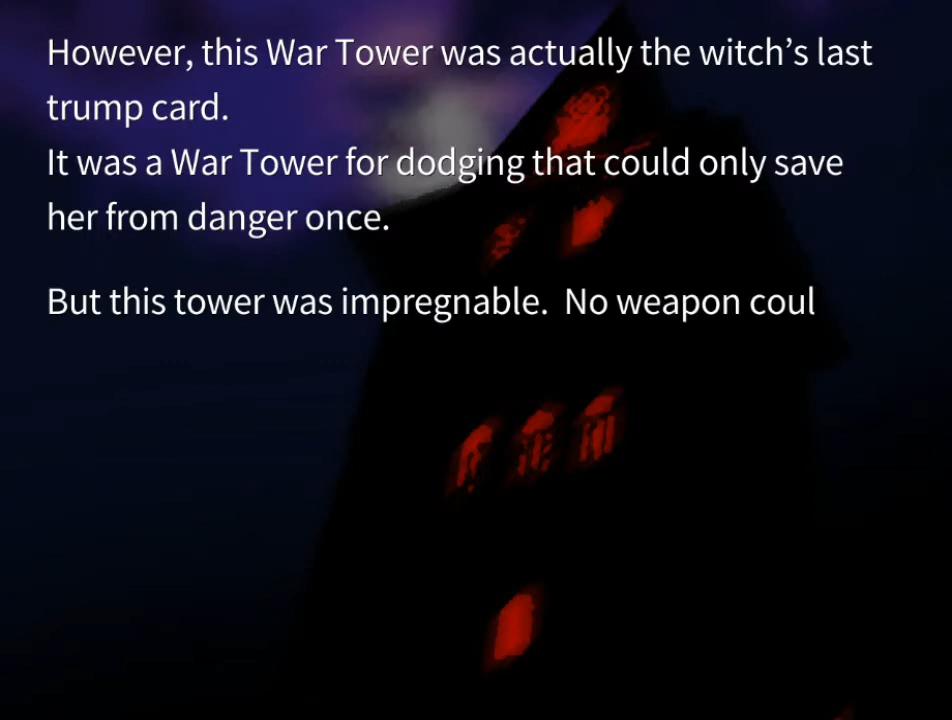 However, this War Tower was actually the witch’s last
trump card.
It was a War Tower for dodging that could only save
her from danger once.
But this tower was impregnable.  No weapon coul